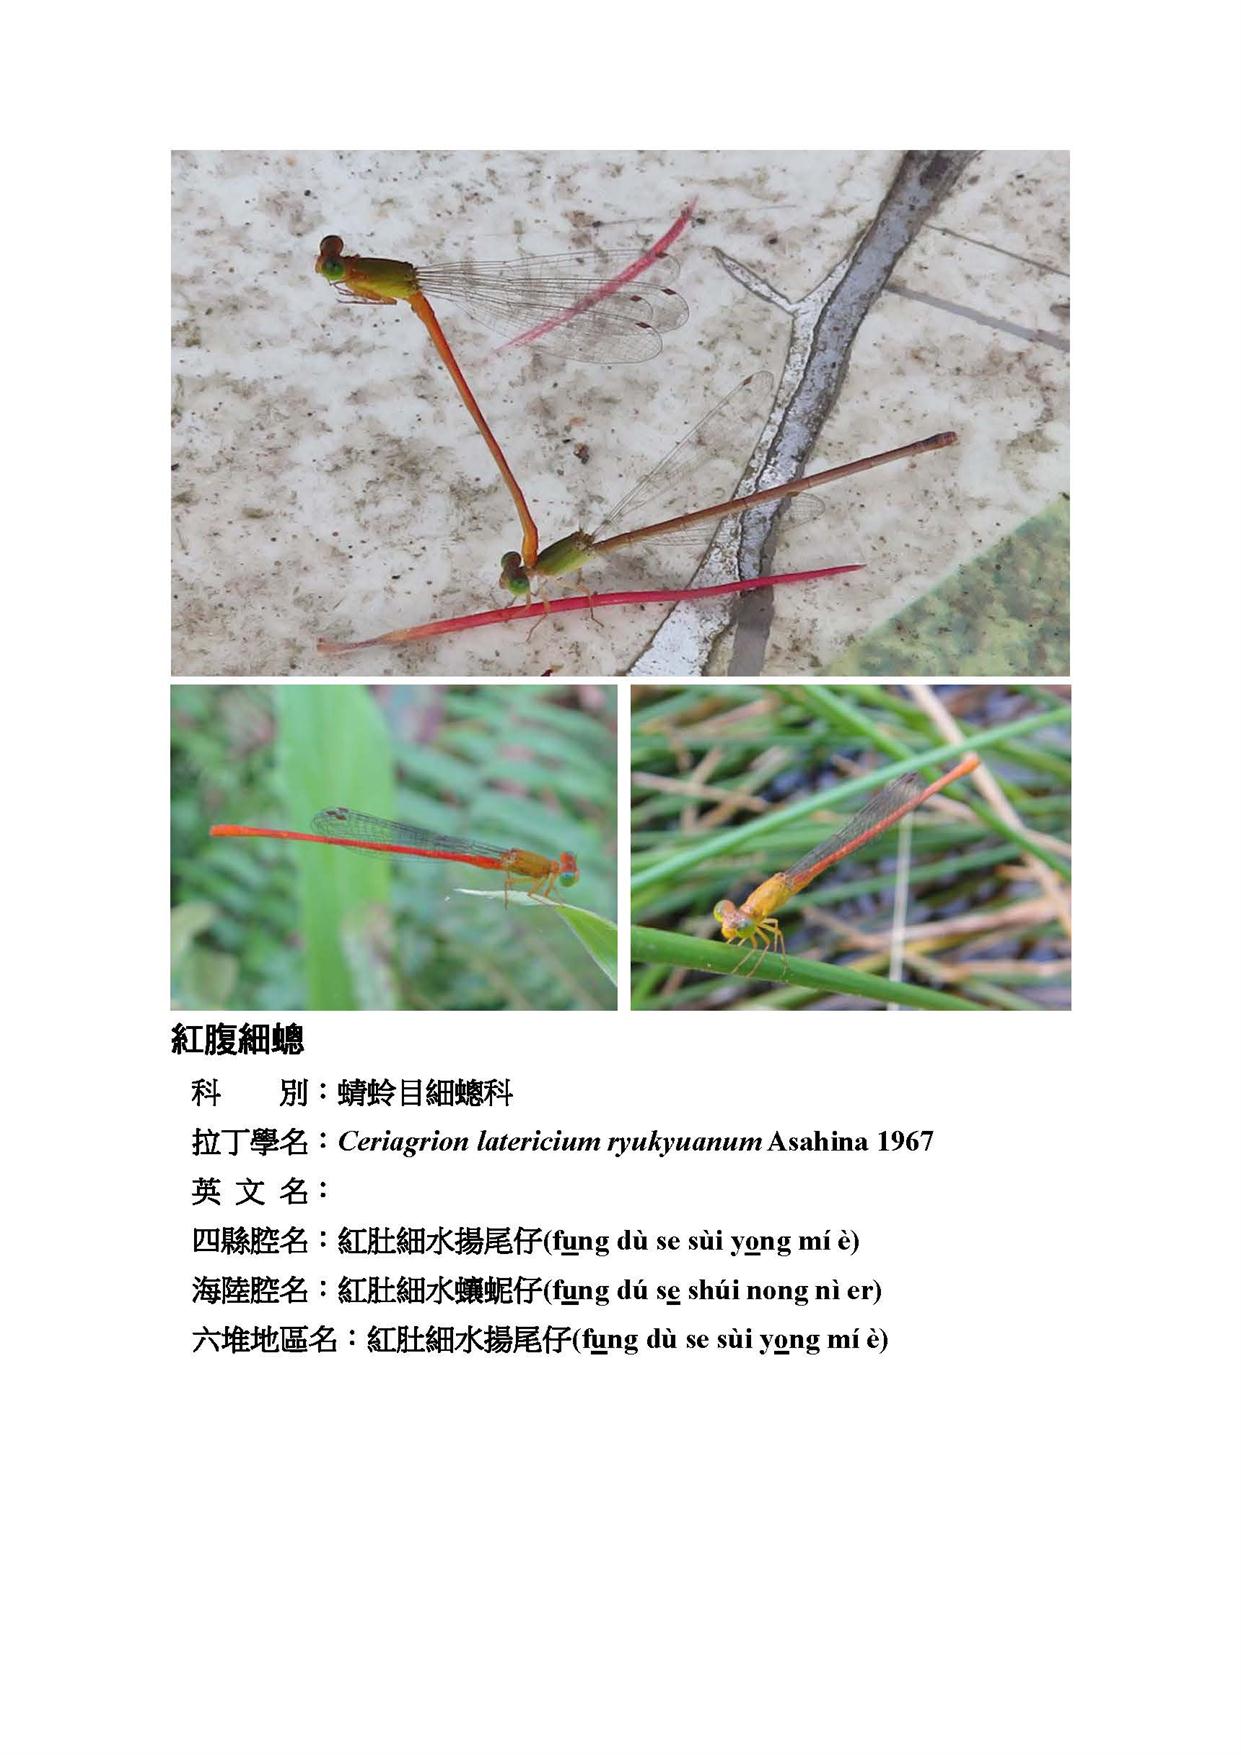 紅腹細蟌
科　　別：蜻蛉目細蟌科
拉丁學名：Ceriagrion latericium ryukyuanum Asahina 1967
英 文 名：
四縣腔名：紅肚細水揚尾仔(fung dù se sùi yong mí è)
海陸腔名：紅肚細水蠰蚭仔(fung dú se shúi nong nì er)
六堆地區名：紅肚細水揚尾仔(fung dù se sùi yong mí è)